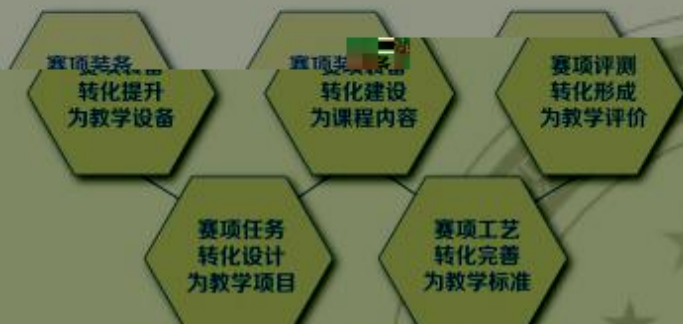 赛项装备
转化提升
为教学设备
赛项装备
转化建设
为课程内容
赛项评测
转化形成
为教学评价
赛项任务
转化设计
为教学项目
赛项工艺
转化完善
为教学标准